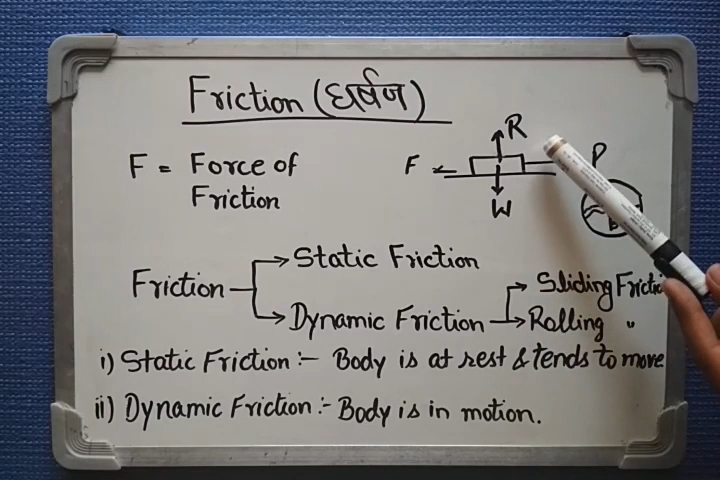 Friction (घर्षण)
R
F = Force of Friction
F
P
W
Friction
Static Friction
Dynamic Friction
Sliding
Rolling "
i) Static Friction :- Body is at rest & tends to move
ii) Dynamic Friction :- Body is in motion.